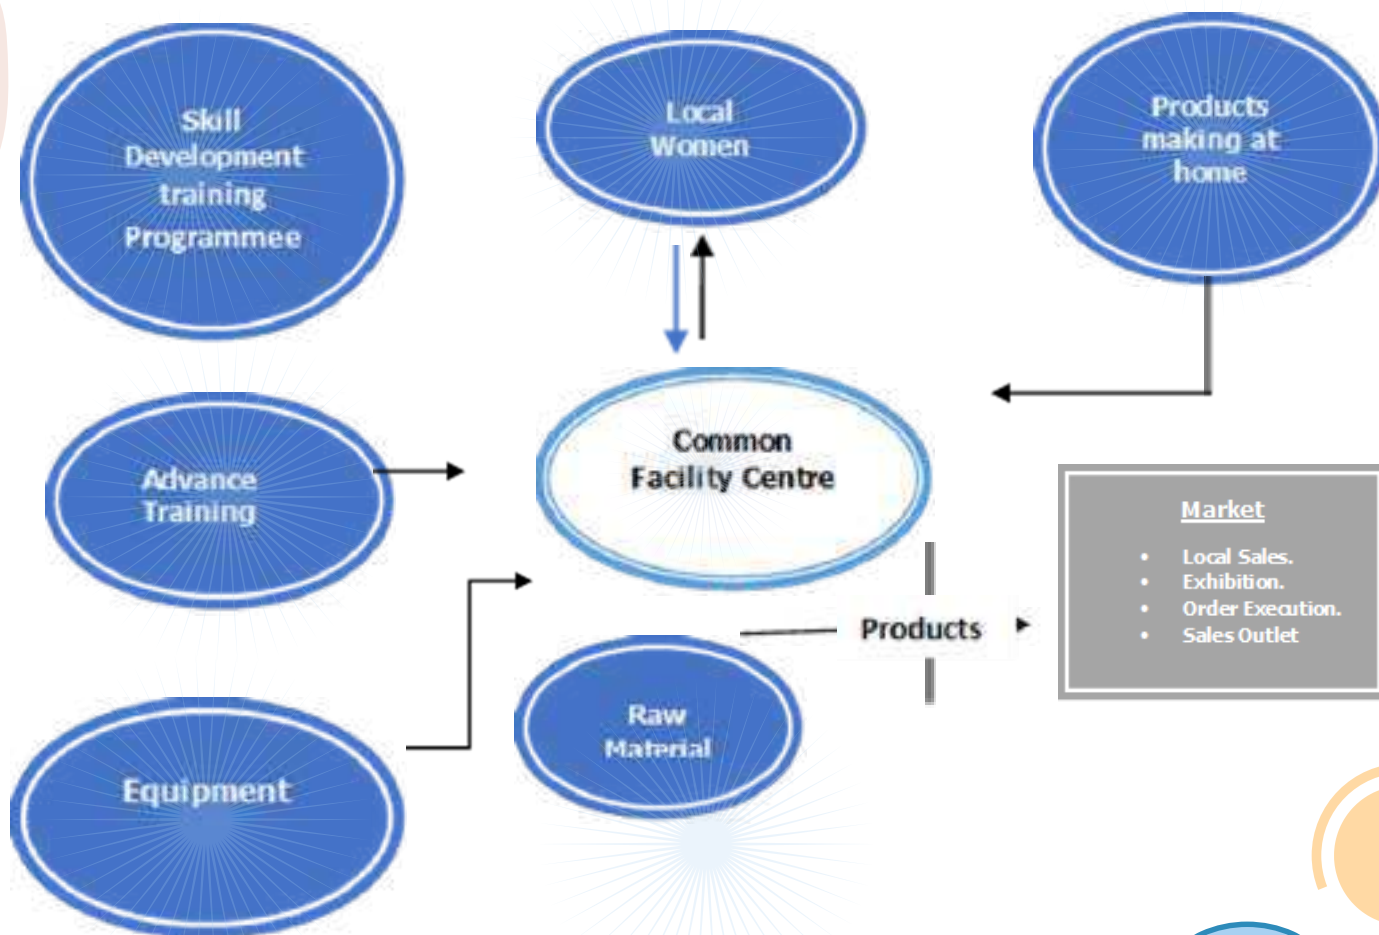 Skill
Development
training
Programmee
Local
Women
Products
making at
home
Advance
Training
Common
Facility Centre
Market
• Local Sales.
• Exhibition.
• Order Execution.
• Sales Outlet
Products
Raw
Material
Equipment